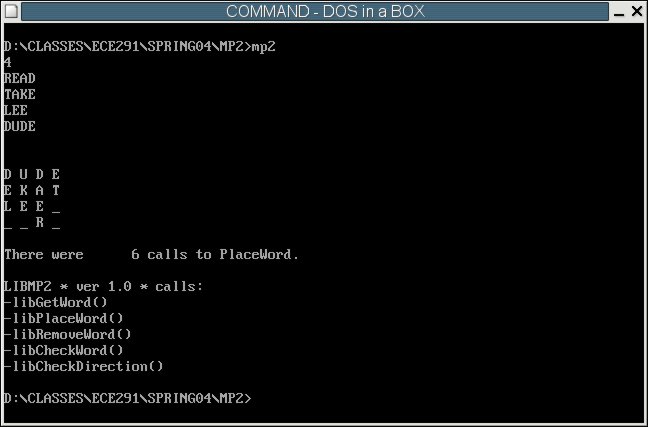 COMMAND - DOS in a BOX
D:\CLASSES\ECE291\SPRING04\MP2>mp2
4
READ
TAKE
LEE
DUDE
D U D E
E K A T
L E E _
_ _ R _
There were      6 calls to PlaceWord.
LIBMP2 * ver 1.0 * calls:
-libGetWord()
-libPlaceWord()
-libRemoveWord()
-libCheckWord()
-libCheckDirection()
D:\CLASSES\ECE291\SPRING04\MP2>